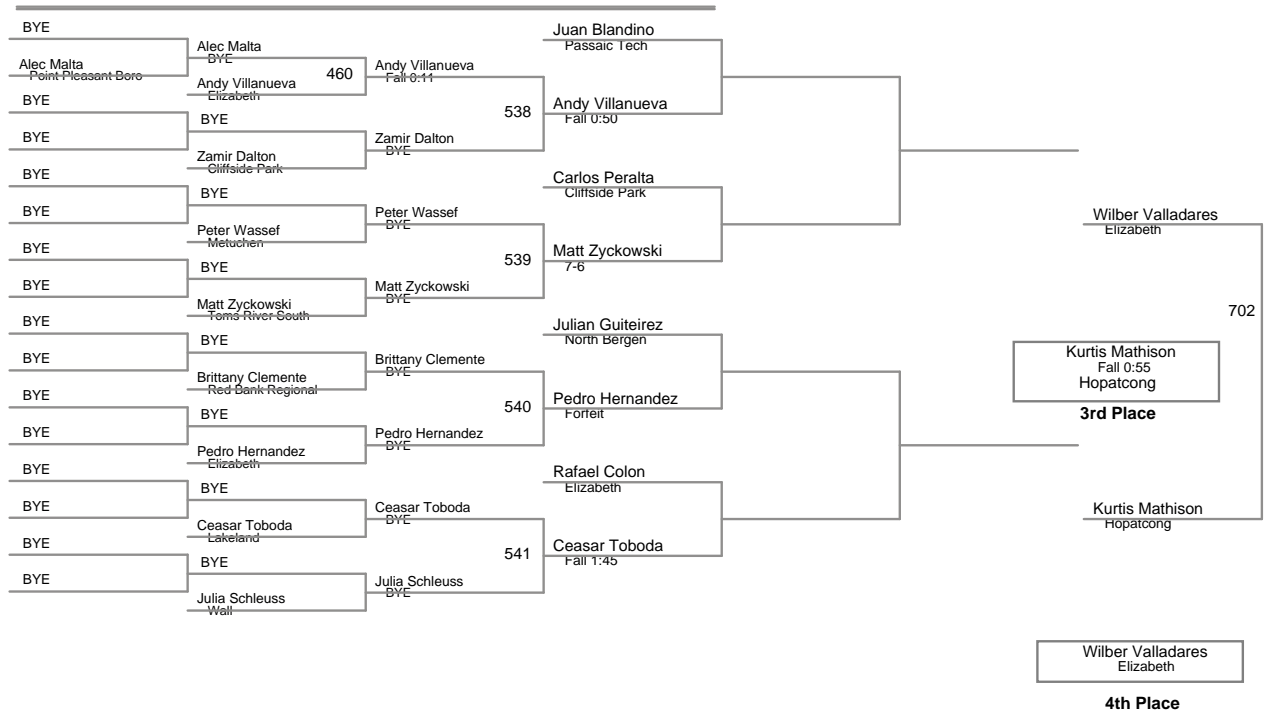 BYE
Alec Malta
Point Pleasant Boro
BYE
BYE
BYE
BYE
BYE
BYE
BYE
BYE
BYE
BYE
BYE
BYE
BYE
BYE
Alec Malta
BYE
Andy Villanueva
Elizabeth
BYE
Zamir Dalton
Cliffside Park
BYE
Peter Wassef
Metuchen
BYE
Matt Zyckowski
Toms River South
BYE
Brittany Clemente
Red Bank Regional
BYE
Pedro Hernandez
Elizabeth
BYE
Ceasar Toboda
Lakeland
BYE
Julia Schleuss
Wall
460
Andy Villanueva
Fall 0:11
Zamir Dalton
BYE
Peter Wassef
BYE
Matt Zyckowski
BYE
Brittany Clemente
BYE
Pedro Hernandez
BYE
Ceasar Toboda
BYE
Julia Schleuss
BYE
538
539
540
541
Juan Blandino
Passaic Tech
Andy Villanueva
Fall 0:50
Carlos Peralta
Cliffside Park
Matt Zyckowski
7-6
Julian Guiteirez
North Bergen
Pedro Hernandez
Forfeit
Rafael Colon
Elizabeth
Ceasar Toboda
Fall 1:45
Wilber Valladares
Elizabeth
702
Kurtis Mathison
Fall 0:55
Hopatcong
3rd Place
Kurtis Mathison
Hopatcong
Wilber Valladares
Elizabeth
4th Place